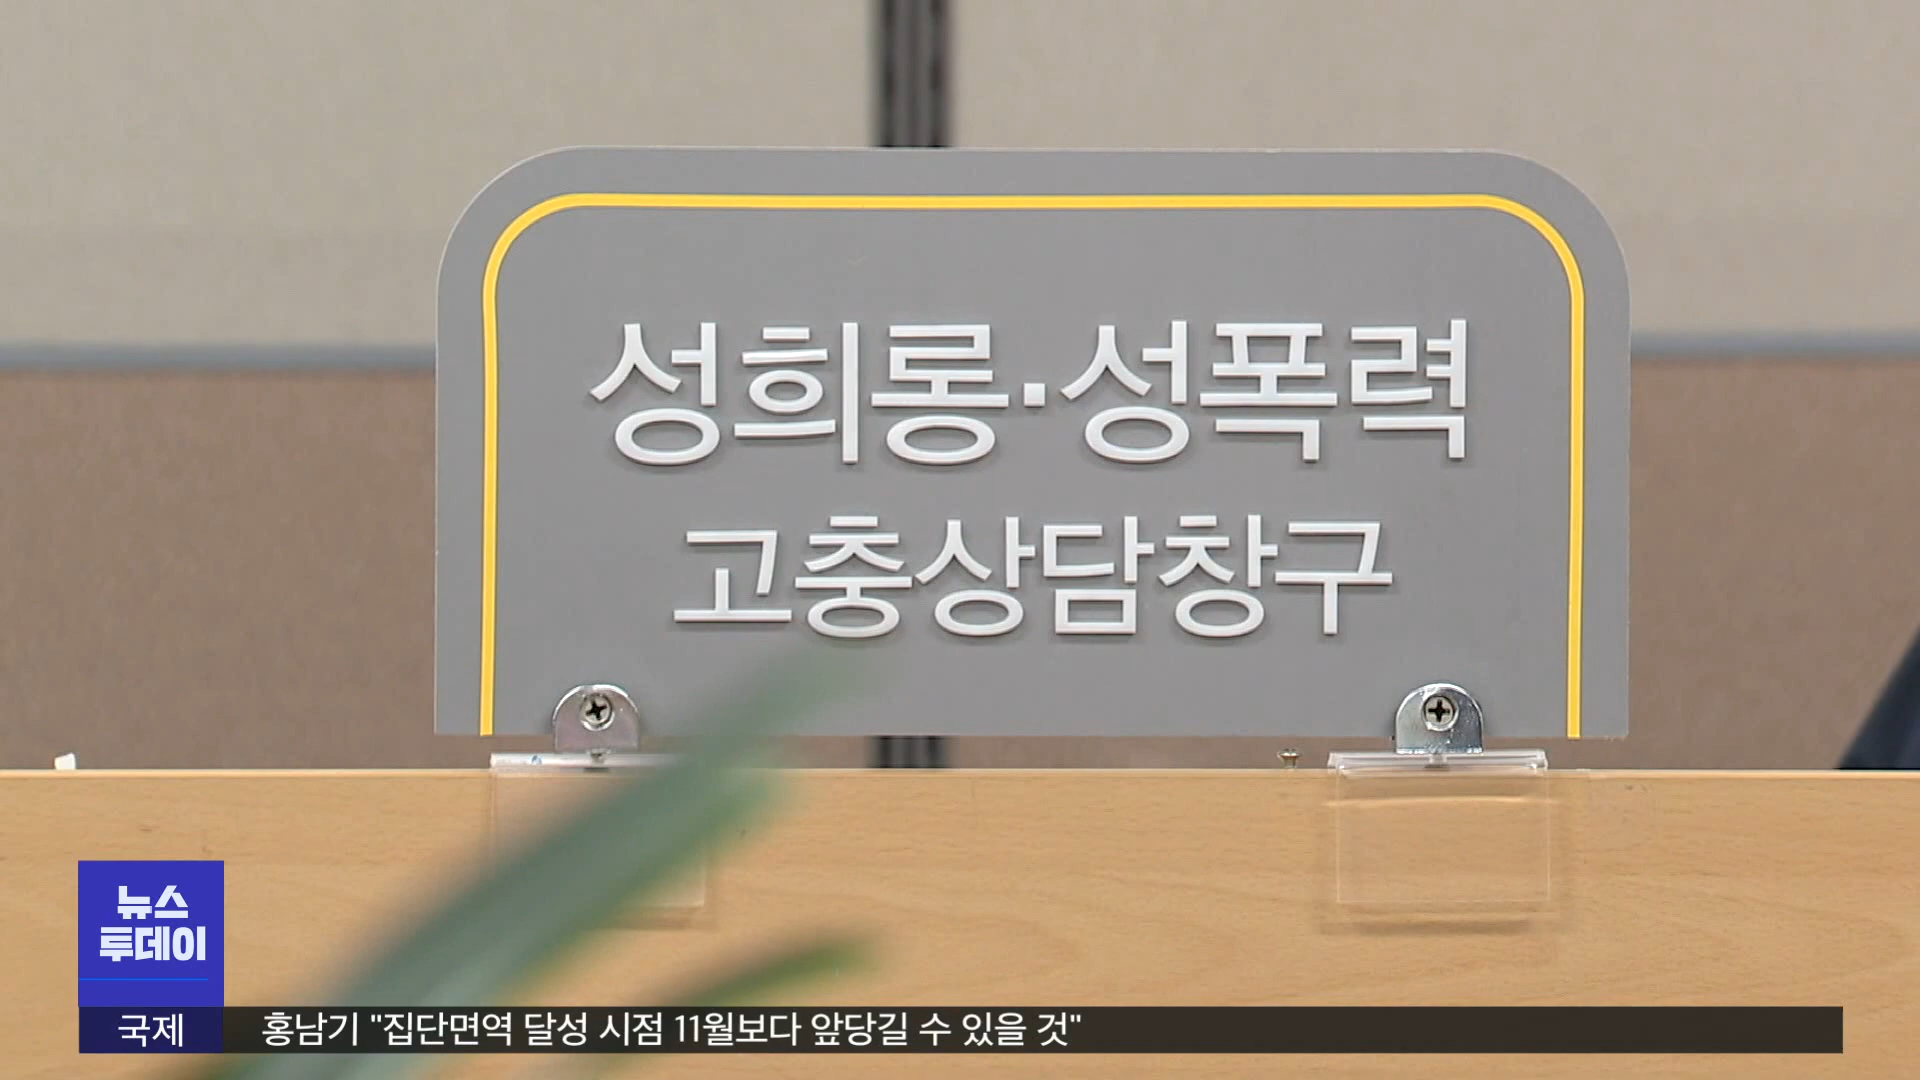 성희롱·성폭력
고충상담창구
뉴스
투데이
국제
홍남기 "집단면역 달성 시점 11월보다 앞당길 수 있을 것"